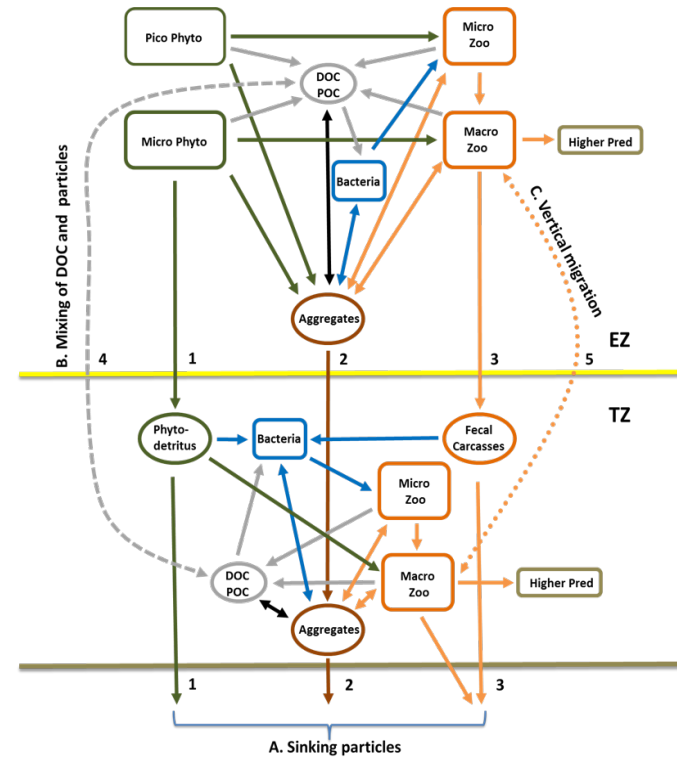 Pico Phyto
Micro
Zoo
DOC
POC
Micro Phyto
Macro
Zoo
Higher Pred
Bacteria
C. Vertical migration
B. Mixing of DOC and particles
Aggregates
EZ
4
1
2
3
5
TZ
Phyto-
detritus
Bacteria
Fecal
Carcasses
Micro
Zoo
DOC
POC
Macro
Zoo
Higher Pred
Aggregates
1
2
3
A. Sinking particles